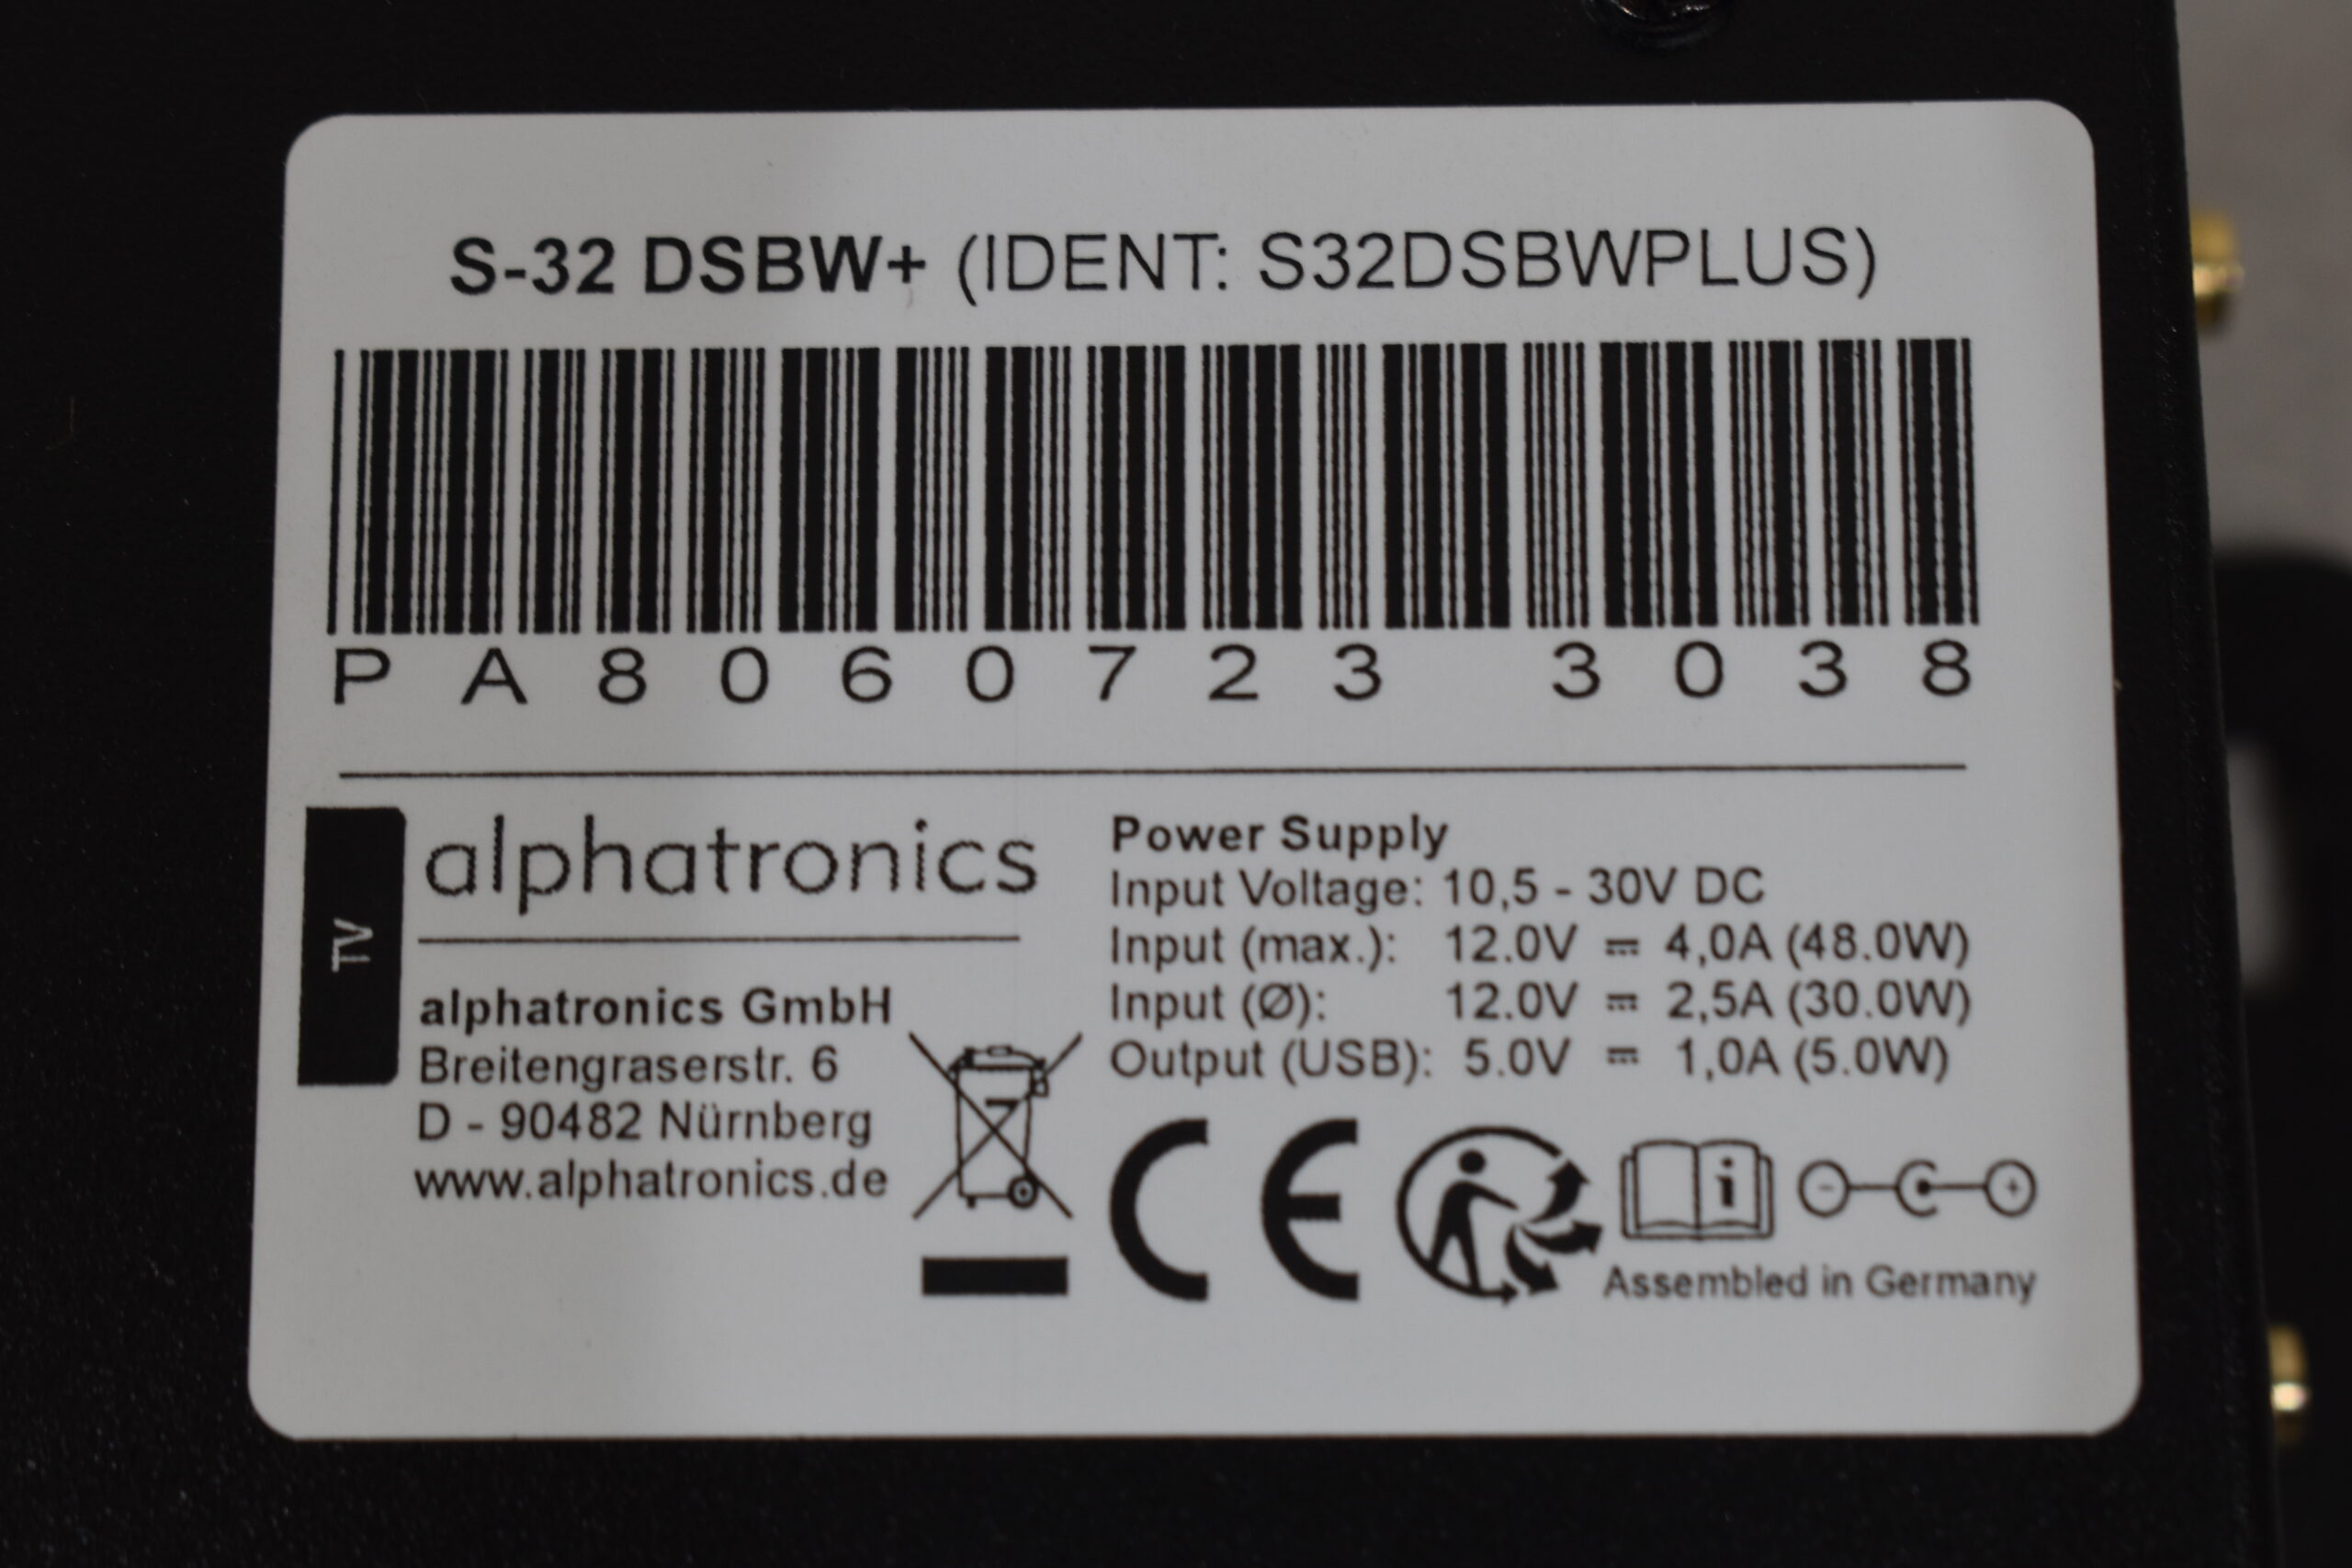 S-32 DSBW+ (IDENT: S32DSBWPLUS)
PA8060723 3038
TV
alphatronics
alphatronics GmbH
Breitengraserstr. 6
D - 90482 Nürnberg
www.alphatronics.de
Power Supply
Input Voltage: 10,5 - 30V DC
Input (max.): 12.0V ⎓ 4,0A (48.0W)
Input (Ø): 12.0V ⎓ 2,5A (30.0W)
Output (USB): 5.0V ⎓ 1,0A (5.0W)
CE
Assembled in Germany